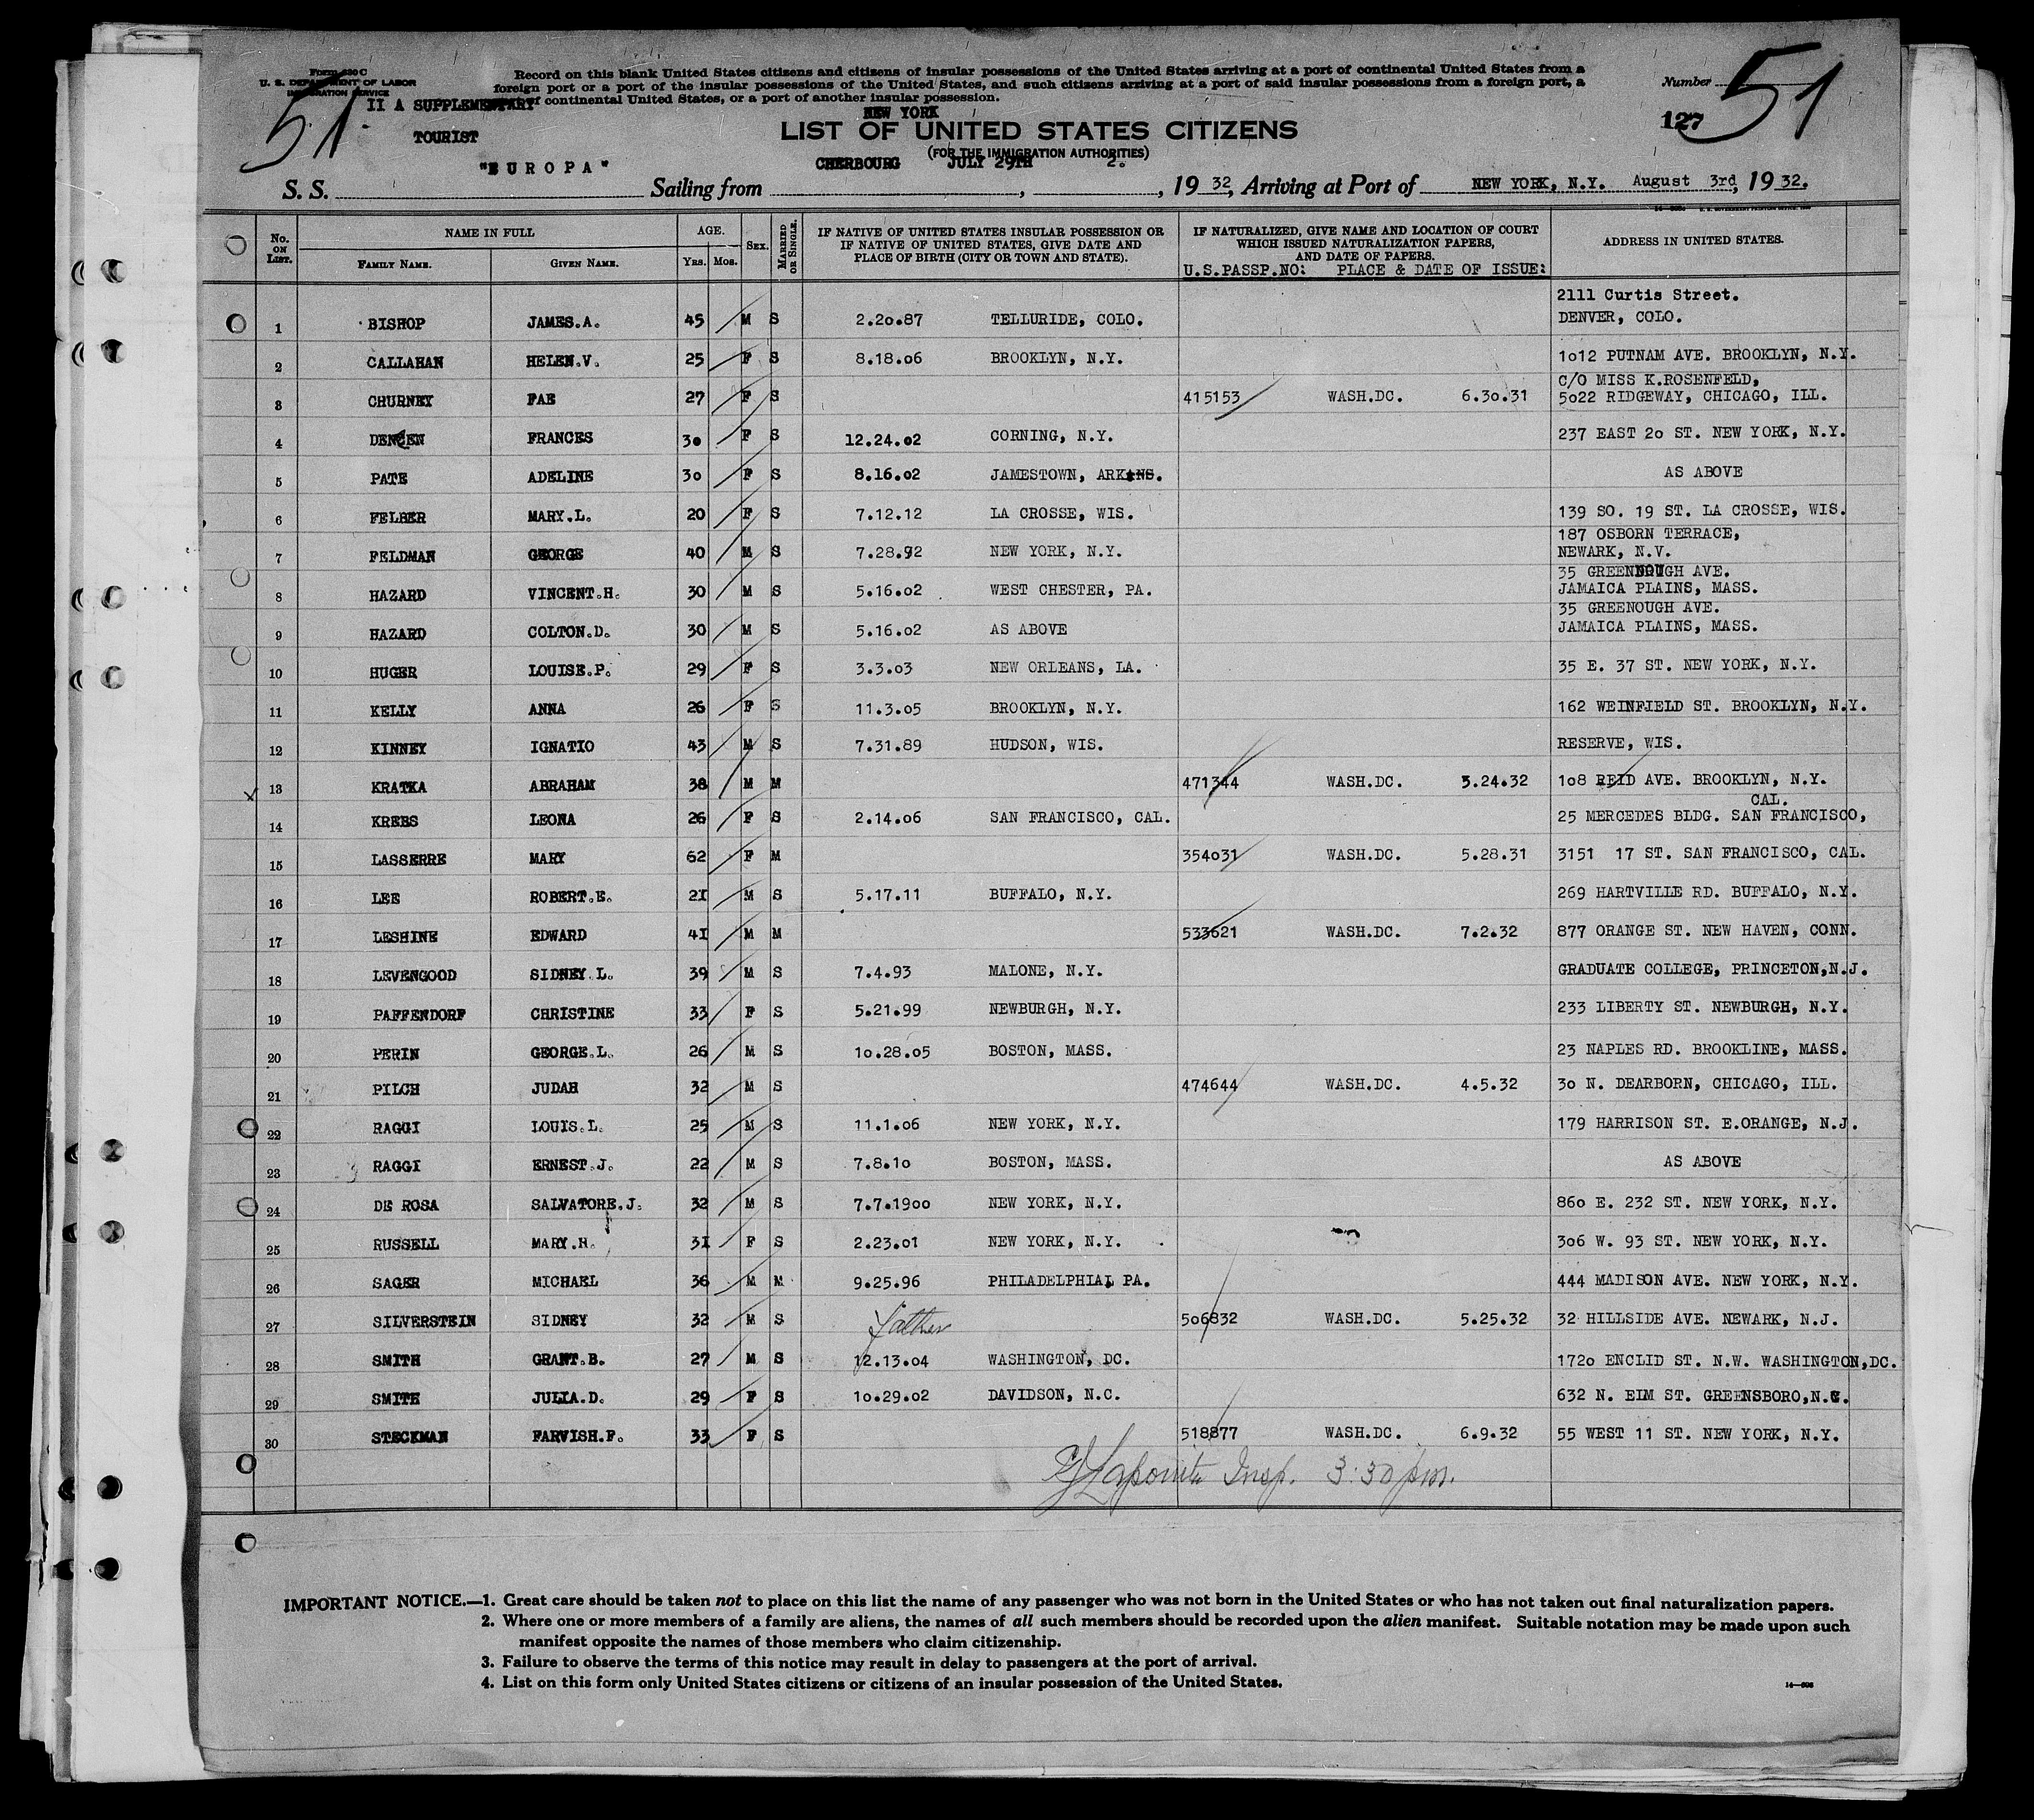 Form 630 C
U. S. DEPARTMENT OF LABOR
IMMIGRATION SERVICE
Record on this blank United States citizens and citizens of insular possessions of the United States arriving at a port of continental United States from a
foreign port or a port of the insular possessions of the United States, and such citizens arriving at a port of said insular possessions from a foreign port, a
of continental United States, or a port of another insular possession.
Number
51
127
51
II A SUPPLEMENTARY
TOURIST
NEW YORK
LIST OF UNITED STATES CITIZENS
(FOR THE IMMIGRATION AUTHORITIES)
S. S. "EUROPA" Sailing from CHERBOURG JULY 29TH 2. , 19 32, Arriving at Port of NEW YORK, N.Y. August 3rd, 19 32.
No. ON LIST. NAME IN FULL FAMILY NAME. GIVEN NAME. AGE. Yrs. Mos. SEX. MARRIED OR SINGLE. IF NATIVE OF UNITED STATES INSULAR POSSESSION OR IF NATIVE OF UNITED STATES, GIVE DATE AND PLACE OF BIRTH (CITY OR TOWN AND STATE). IF NATURALIZED, GIVE NAME AND LOCATION OF COURT WHICH ISSUED NATURALIZATION PAPERS, AND DATE OF PAPERS. U.S.PASSP.NO: PLACE & DATE OF ISSUE: ADDRESS IN UNITED STATES.
2111 Curtis Street.
1 BISHOP JAMES.A. 45 M S 2.20.87 TELLURIDE, COLO. DENVER, COLO.
2 CALLAHAN HELEN.V. 25 F S 8.18.06 BROOKLYN, N.Y. 1012 PUTNAM AVE. BROOKLYN, N.Y.
C/O MISS K.ROSENFELD,
3 CHURNEY FAE 27 F S 415153 WASH.DC. 6.30.31 5022 RIDGEWAY, CHICAGO, ILL.
4 FRANCES 30 F S 12.24.02 CORNING, N.Y. 237 EAST 20 ST. NEW YORK, N.Y.
5 PATE ADELINE 30 F S 8.16.02 JAMESTOWN, ARKANS. AS ABOVE
6 FELBER MARY.L. 20 F S 7.12.12 LA CROSSE, WIS. 139 SO. 19 ST. LA CROSSE, WIS.
187 OSBORN TERRACE,
7 FELDMAN GEORGE 40 M S 7.28.92 NEW YORK, N.Y. NEWARK, N.V.
35 GREENOUGH AVE.
8 HAZARD VINCENT.H. 30 M S 5.16.02 WEST CHESTER, PA. JAMAICA PLAINS, MASS.
35 GREENOUGH AVE.
9 HAZARD COLTON.D. 30 M S 5.16.02 AS ABOVE JAMAICA PLAINS, MASS.
10 HUGER LOUISE.P. 29 F S 3.3.03 NEW ORLEANS, LA. 35 E. 37 ST. NEW YORK, N.Y.
11 KELLY ANNA 26 F S 11.3.05 BROOKLYN, N.Y. 162 WEINFIELD ST. BROOKLYN, N.Y.
12 KINNEY IGNATIO 43 M S 7.31.89 HUDSON, WIS. RESERVE, WIS.
13 KRATKA ABRAHAM 38 M M 471344 WASH.DC. 3.24.32 108 REID AVE. BROOKLYN, N.Y.
CAL.
14 KREBS LEONA 26 F S 2.14.06 SAN FRANCISCO, CAL. 25 MERCEDES BLDG. SAN FRANCISCO,
15 LASSERRE MARY 62 F M 354031 WASH.DC. 5.28.31 3151 17 ST. SAN FRANCISCO, CAL.
16 LEE ROBERT.E. 21 M S 5.17.11 BUFFALO, N.Y. 269 HARTVILLE RD. BUFFALO, N.Y.
17 LESHINE EDWARD 41 M M 533621 WASH.DC. 7.2.32 877 ORANGE ST. NEW HAVEN, CONN.
18 LEVENGOOD SIDNEY.L. 39 M S 7.4.93 MALONE, N.Y. GRADUATE COLLEGE, PRINCETON,N.J.
19 PAFFENDORF CHRISTINE 33 F S 5.21.99 NEWBURGH, N.Y. 233 LIBERTY ST. NEWBURGH, N.Y.
20 PERIN GEORGE.L. 26 M S 10.28.05 BOSTON, MASS. 23 NAPLES RD. BROOKLINE, MASS.
21 PILCH JUDAH 32 M S 474644 WASH.DC. 4.5.32 30 N. DEARBORN, CHICAGO, ILL.
22 RAGGI LOUIS.L. 25 M S 11.1.06 NEW YORK, N.Y. 179 HARRISON ST. E.ORANGE, N.J.
23 RAGGI ERNEST.J. 22 M S 7.8.10 BOSTON, MASS. AS ABOVE
24 DE ROSA SALVATORE.J. 32 M S 7.7.1900 NEW YORK, N.Y. 860 E. 232 ST. NEW YORK, N.Y.
25 RUSSELL MARY.H. 31 F S 2.23.01 NEW YORK, N.Y. 306 W. 93 ST. NEW YORK, N.Y.
26 SAGER MICHAEL 36 M M 9.25.96 PHILADELPHIA, PA. 444 MADISON AVE. NEW YORK, N.Y.
27 SILVERSTEIN SIDNEY 32 M S father 506832 WASH.DC. 5.25.32 32 HILLSIDE AVE. NEWARK, N.J.
28 SMITH GRANT.B. 27 M S 12.13.04 WASHINGTON, DC. 1720 ENCLID ST. N.W. WASHINGTON,DC.
29 SMITH JULIA.D. 29 F S 10.29.02 DAVIDSON, N.C. 632 N. EIM ST. GREENSBORO,N.C.
30 STECKMAN FARVISH.F. 33 F S 518877 WASH.DC. 6.9.32 55 WEST 11 ST. NEW YORK, N.Y.
Insp. 3:30 pm.
IMPORTANT NOTICE.—1. Great care should be taken not to place on this list the name of any passenger who was not born in the United States or who has not taken out final naturalization papers.
2. Where one or more members of a family are aliens, the names of all such members should be recorded upon the alien manifest. Suitable notation may be made upon such
manifest opposite the names of those members who claim citizenship.
3. Failure to observe the terms of this notice may result in delay to passengers at the port of arrival.
4. List on this form only United States citizens or citizens of an insular possession of the United States.